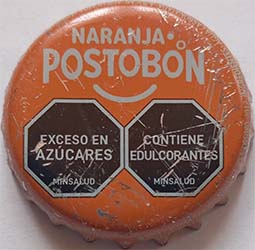 NARANJA
POSTOBÓN
EXCESO EN
AZÚCARES
MINSALUD
CONTIENE
EDULCORANTES
MINSALUD